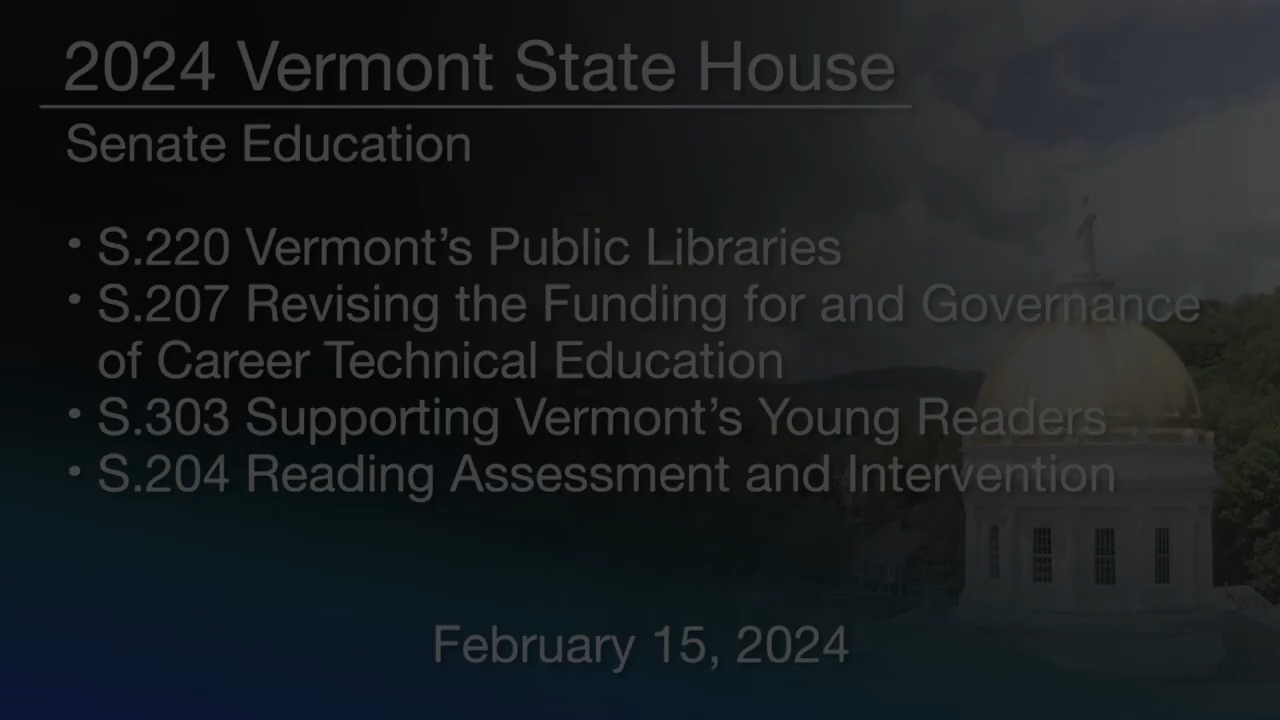 2024 Vermont State House
Senate Education
• S.220 Vermont’s Public Libraries
• S.207 Revising the Funding for and Governance
of Career Technical Education
• S.303 Supporting Vermont’s Young Readers
• S.204 Reading Assessment and Intervention
February 15, 2024